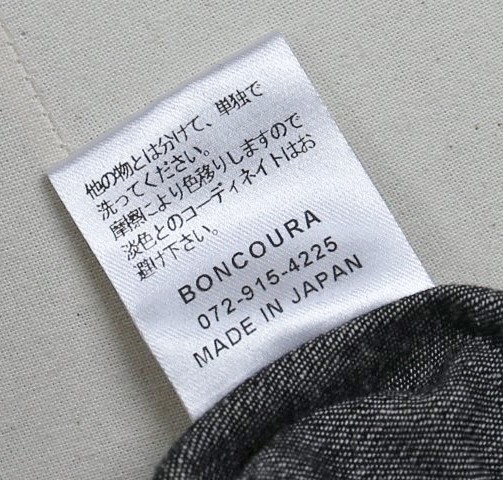 他の物とは分けて、単独で
洗ってください。
摩擦により色移りしますので
淡色とのコーディネイトはお
避け下さい。
BONCOURA
072-915-4225
MADE IN JAPAN